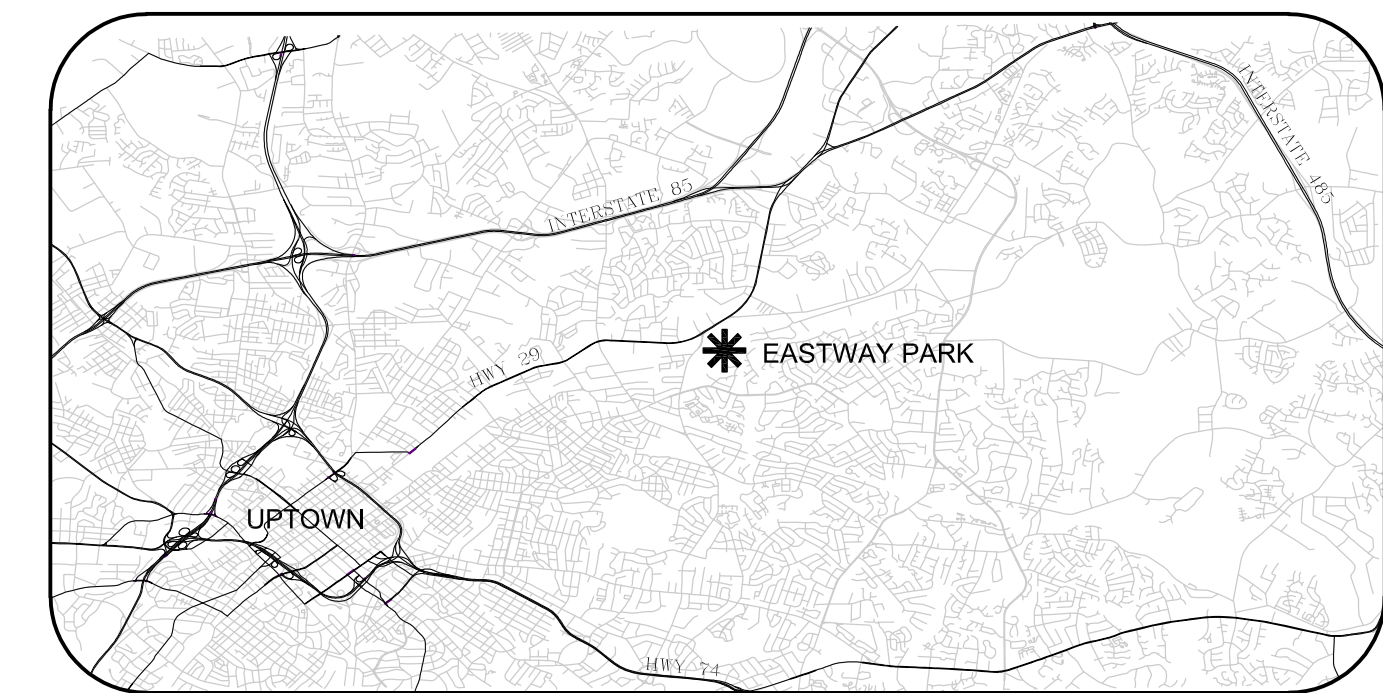 INTERSTATE 485
INTERSTATE 85
HWY 29
EASTWAY PARK
UPTOWN
HWY 74